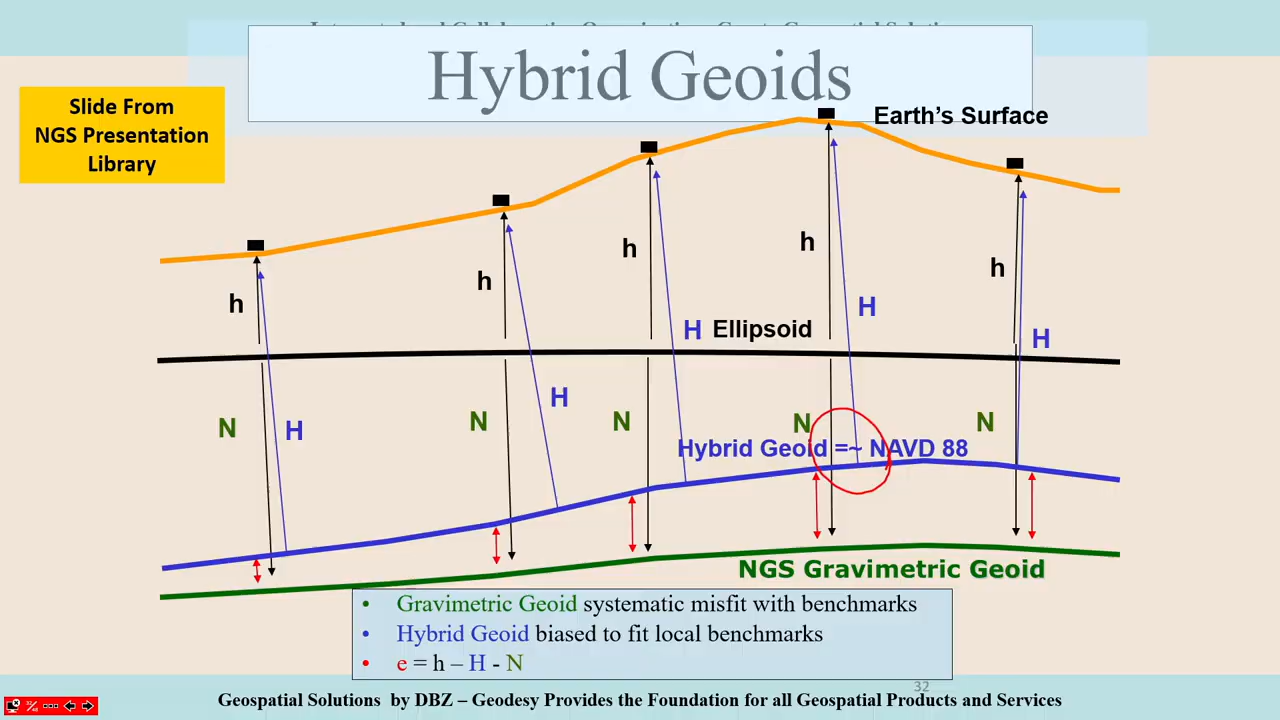 Hybrid Geoids
Slide From
NGS Presentation
Library
Earth's Surface
h
h
h
h
h
H
H Ellipsoid
H
N
H
N
H
N
N
N
Hybrid Geoid =~ NAVD 88
NGS Gravimetric Geoid
• Gravimetric Geoid systematic misfit with benchmarks
• Hybrid Geoid biased to fit local benchmarks
• e = h – H - N
32
Geospatial Solutions by DBZ – Geodesy Provides the Foundation for all Geospatial Products and Services